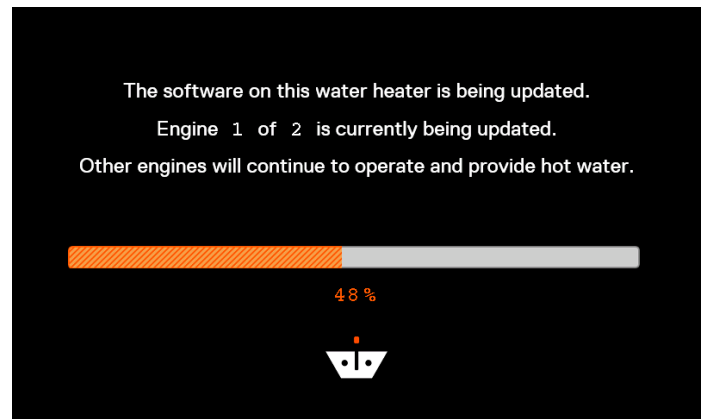 The software on this water heater is being updated.
Engine 1 of 2 is currently being updated.
Other engines will continue to operate and provide hot water.
48%